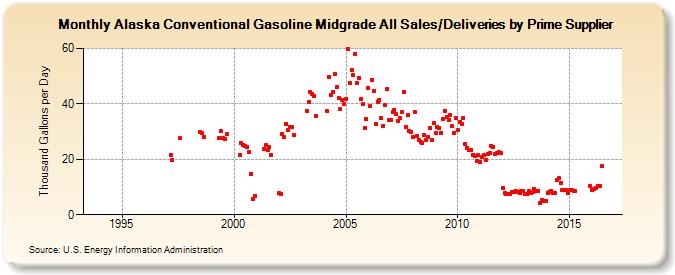 Monthly Alaska Conventional Gasoline Midgrade All Sales/Deliveries by Prime Supplier
Thousand Gallons per Day
60
40
20
0
1995 2000 2005 2010 2015
Source: U.S. Energy Information Administration